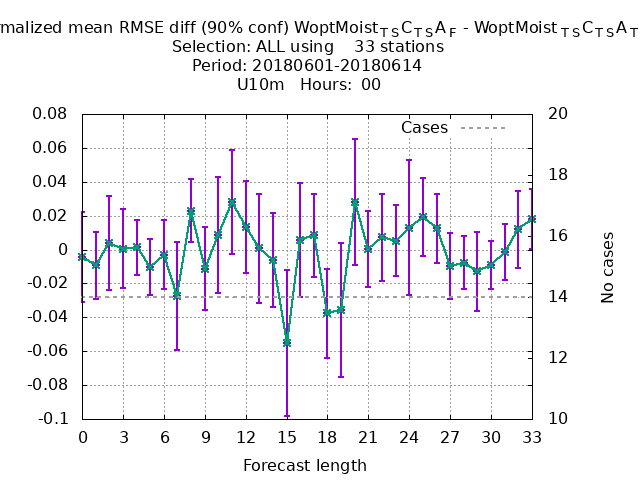 rmalized mean RMSE diff (90% conf) WoptMoist_TSC_TSA_F - WoptMoist_TSC_TSA_T
Selection: ALL using 33 stations
Period: 20180601-20180614
U10m Hours: 00
0.08
0.06
0.04
0.02
0
-0.02
-0.04
-0.06
-0.08
-0.1
Cases
20
18
16
14
12
10
No cases
0 3 6 9 12 15 18 21 24 27 30 33
Forecast length